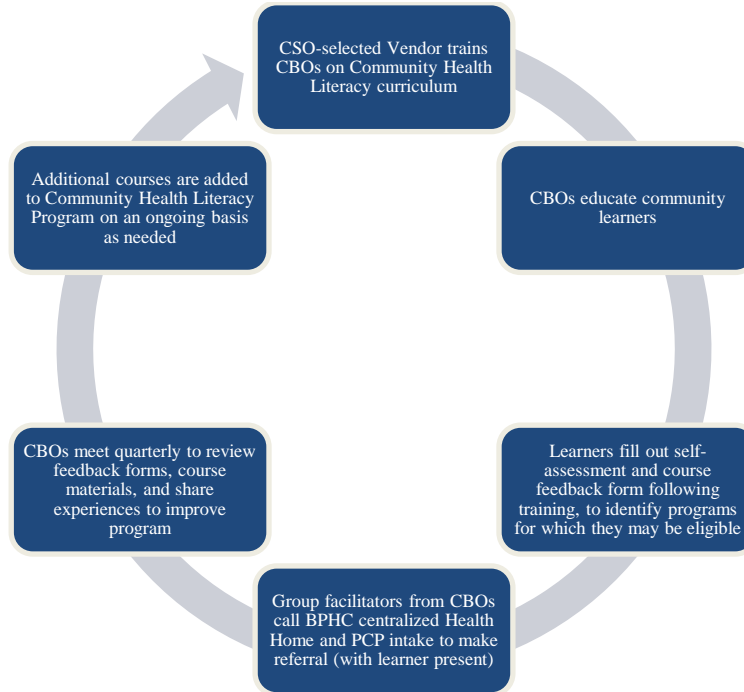 CSO-selected Vendor trains
CBOs on Community Health
Literacy curriculum
CBOs educate community
learners
Learners fill out self-
assessment and course
feedback form following
training, to identify programs
for which they may be eligible
Group facilitators from CBOs
call BPHC centralized Health
Home and PCP intake to make
referral (with learner present)
CBOs meet quarterly to review
feedback forms, course
materials, and share
experiences to improve
program
Additional courses are added
to Community Health Literacy
Program on an ongoing basis
as needed